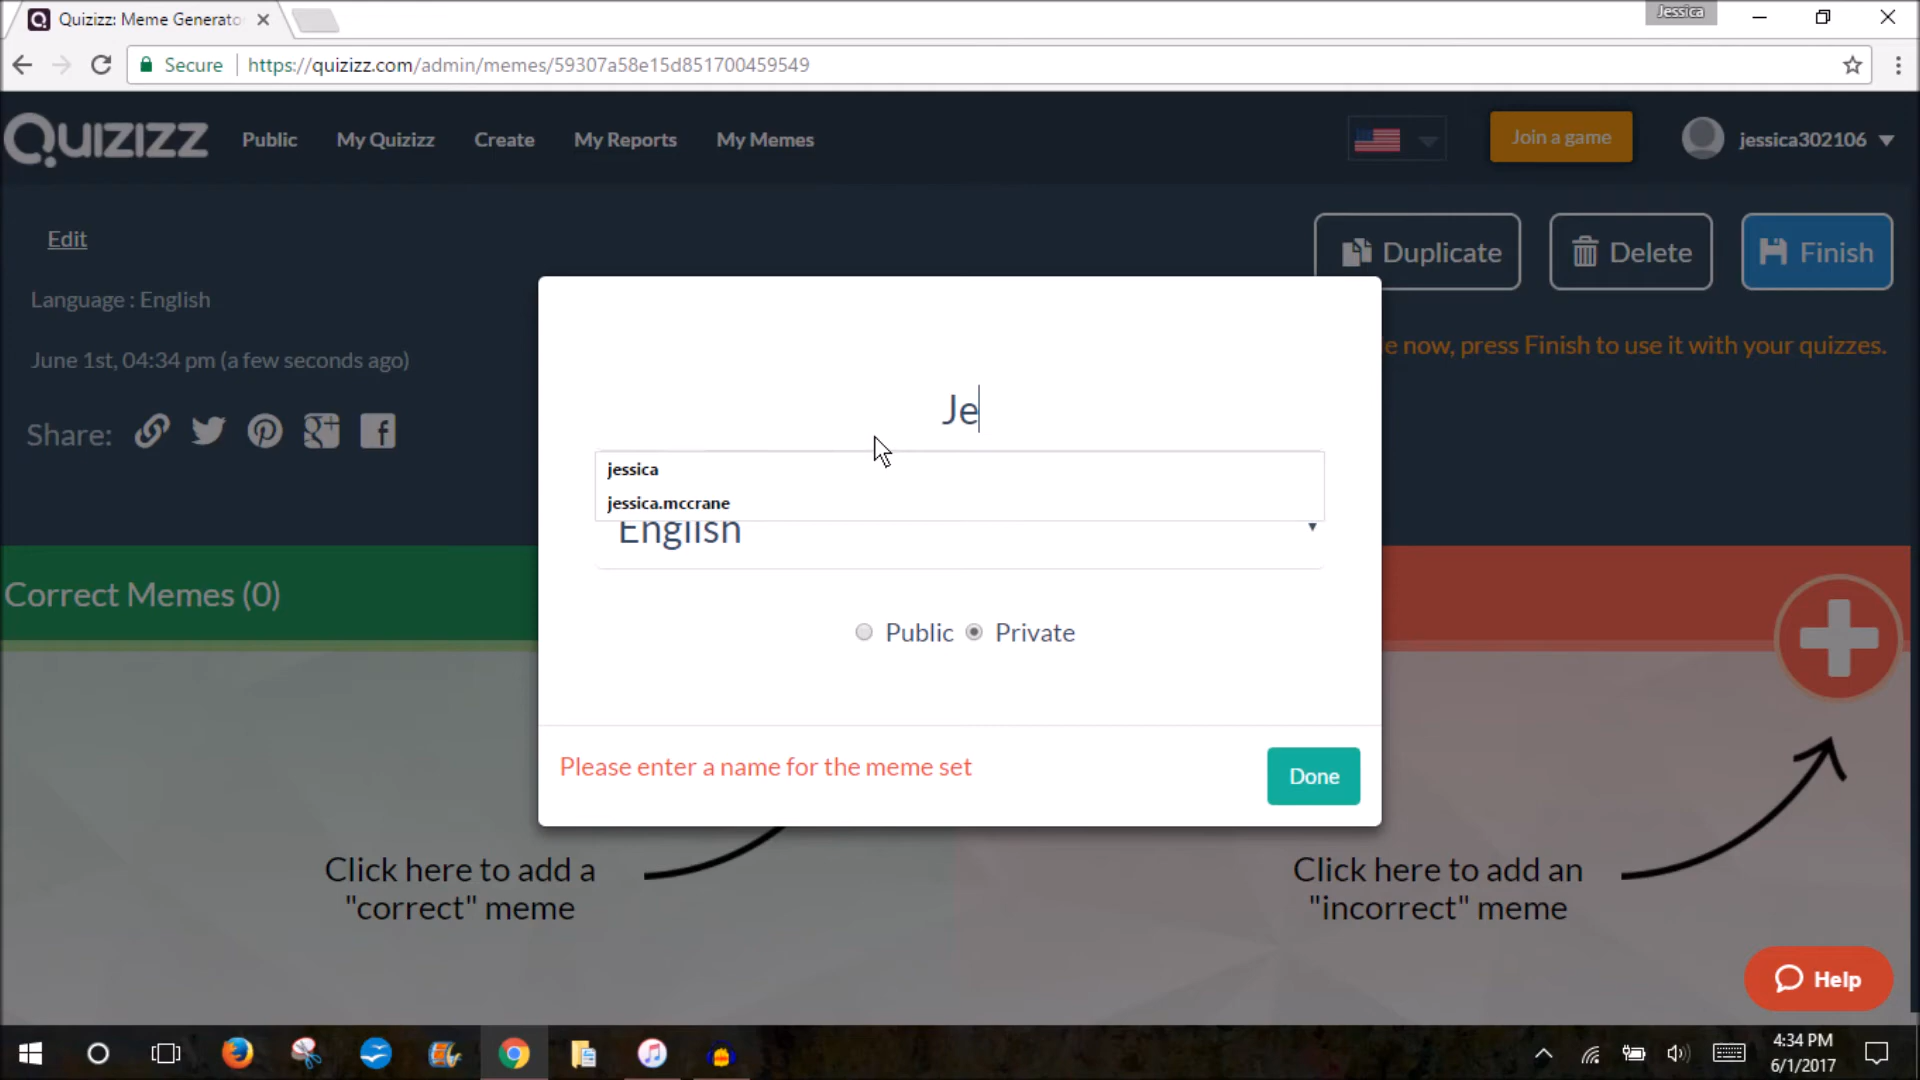 Quizizz: Meme Generato
Jessica
Secure
https://quizizz.com/admin/memes/59307a58e15d851700459549
QUIZIZZ
Public
My Quizizz
Create
My Reports
My Memes
Join a game
jessica302106
Edit
Duplicate
Delete
Finish
Language : English
e now, press Finish to use it with your quizzes.
June 1st, 04:34 pm (a few seconds ago)
Share:
Je
jessica
jessica.mccrane
English
Correct Memes (0)
Public
Private
Please enter a name for the meme set
Done
Click here to add a
"correct" meme
Click here to add an
"incorrect" meme
Help
4:34 PM
6/1/2017